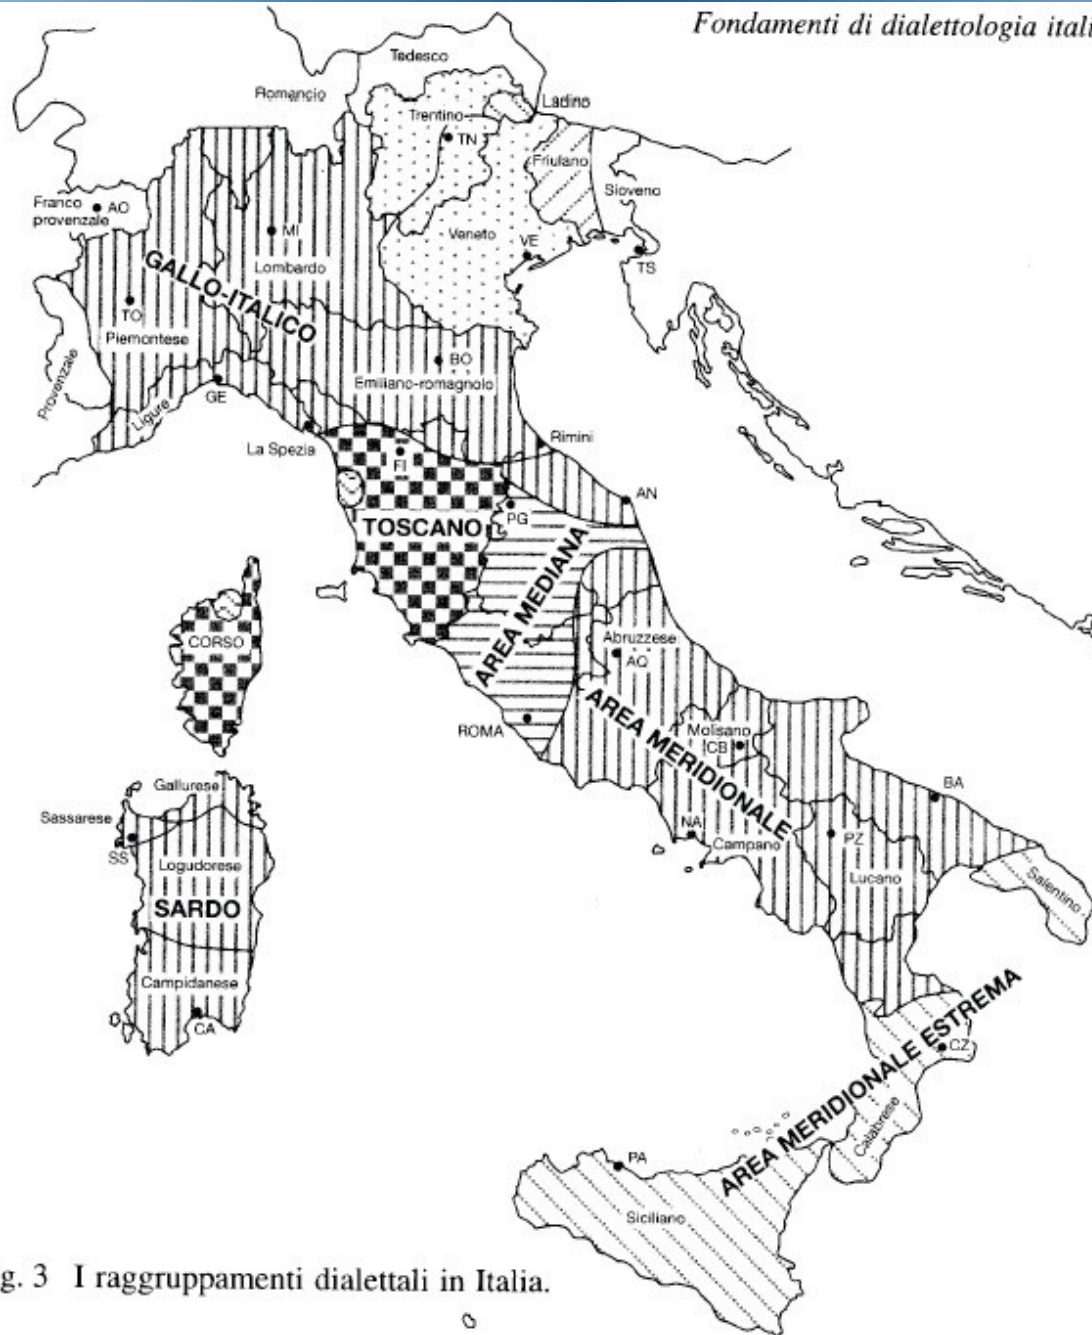 Fondamenti di dialettologia itali
Tedesco
Romancio
Ladino
Trentino
TN
Friulano
Franco
provenzale
AO
Sloveno
MI
Veneto
VE
TS
Lombardo
GALLO-ITALICO
TO
Piemontese
BO
Emiliano-romagnolo
Provenzale
Ligure
GE
La Spezia
Rimini
FI
AN
PG
TOSCANO
AREA MEDIANA
CORSO
Abruzzese
AQ
ROMA
AREA MERIDIONALE
Molisano
CB
Gallurese
BA
Sassarese
SS
NA
Campano
PZ
Logudorese
Lucano
Salentino
SARDO
Campidanese
CA
AREA MERIDIONALE ESTREMA
CZ
Calabrese
PA
Siciliano
g. 3 I raggruppamenti dialettali in Italia.